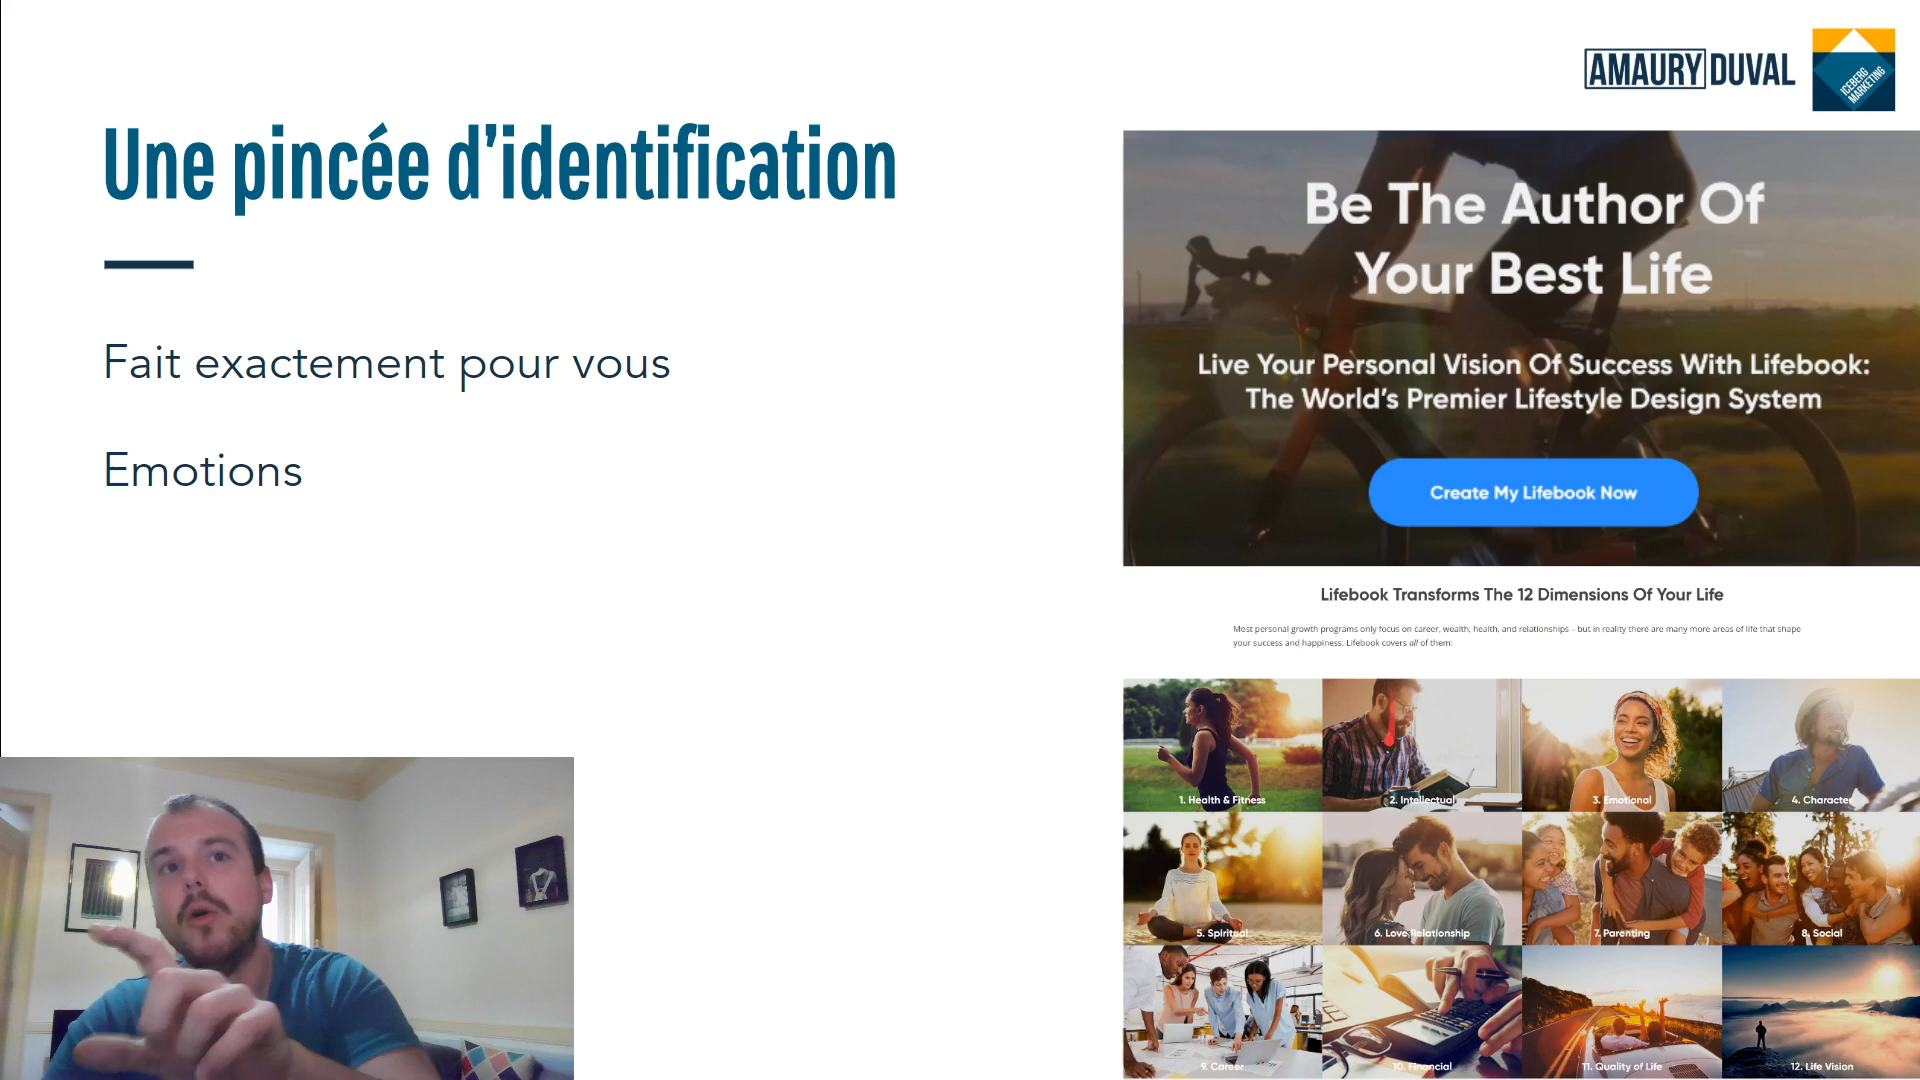 AMAURY DUVAL
ICEBERG
MARKETING
Une pincée d’identification
Fait exactement pour vous
Emotions
Be The Author Of
Your Best Life
Live Your Personal Vision Of Success With Lifebook:
The World’s Premier Lifestyle Design System
Create My Lifebook Now
Lifebook Transforms The 12 Dimensions Of Your Life
Most personal growth programs only focus on career, wealth, health, and relationships – but in reality there are many more areas of life that shape
your success and happiness. Lifebook covers all of them:
1. Health & Fitness
2. Intellectual
3. Emotional
4. Character
5. Spiritual
6. Love Relationship
7. Parenting
8. Social
9. Career
10. Financial
11. Quality of Life
12. Life Vision